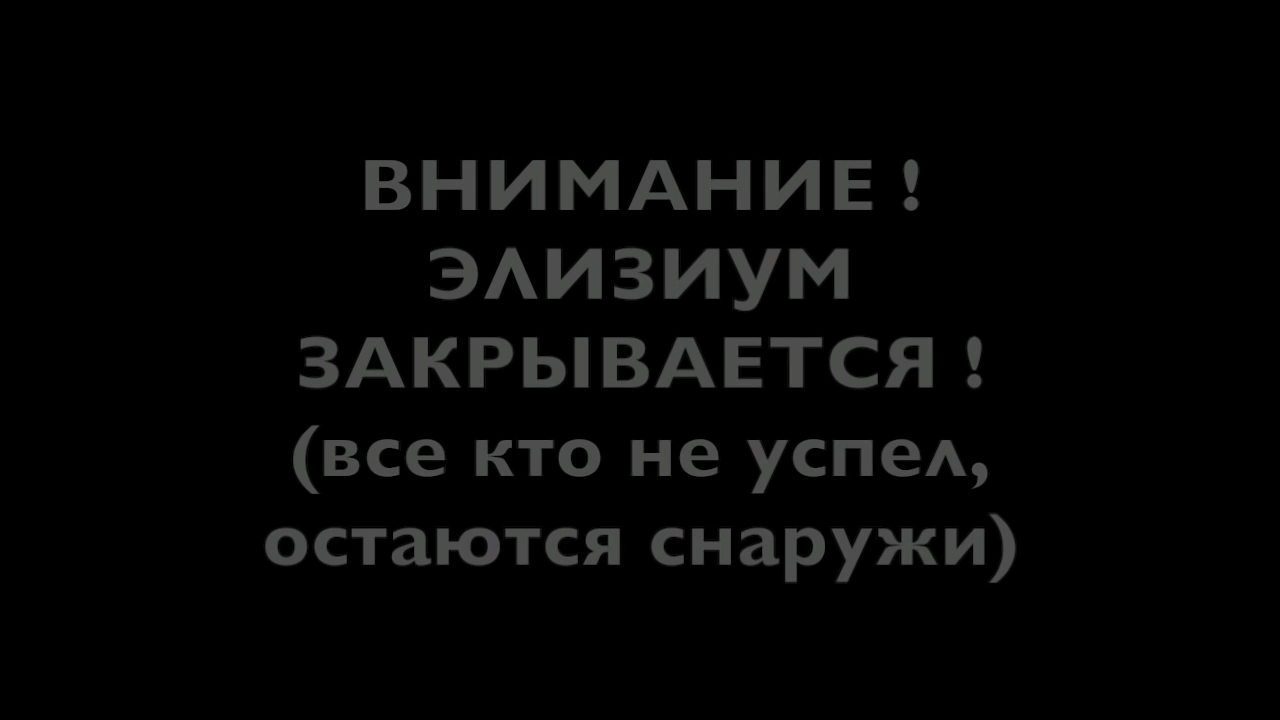 ВНИМАНИЕ !
ЭЛИЗИУМ
ЗАКРЫВАЕТСЯ !
(все кто не успел,
остаются снаружи)